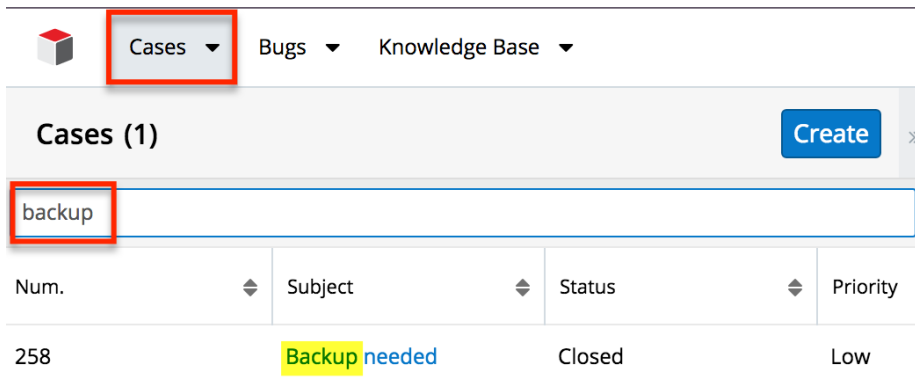 Cases Bugs Knowledge Base
Cases (1) Create
backup
Num. Subject Status Priority
258 Backup needed Closed Low